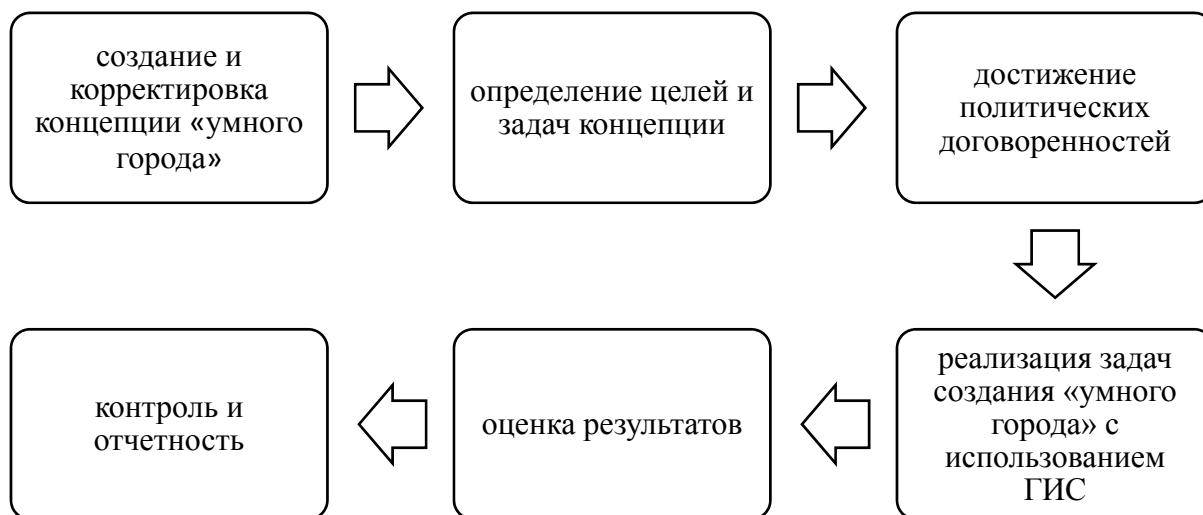 создание и
корректировка
концепции «умного
города»
определение целей и
задач концепции
достижение
политических
договоренностей
реализация задач
создания «умного
города» с
использованием
ГИС
оценка результатов
контроль и
отчетность